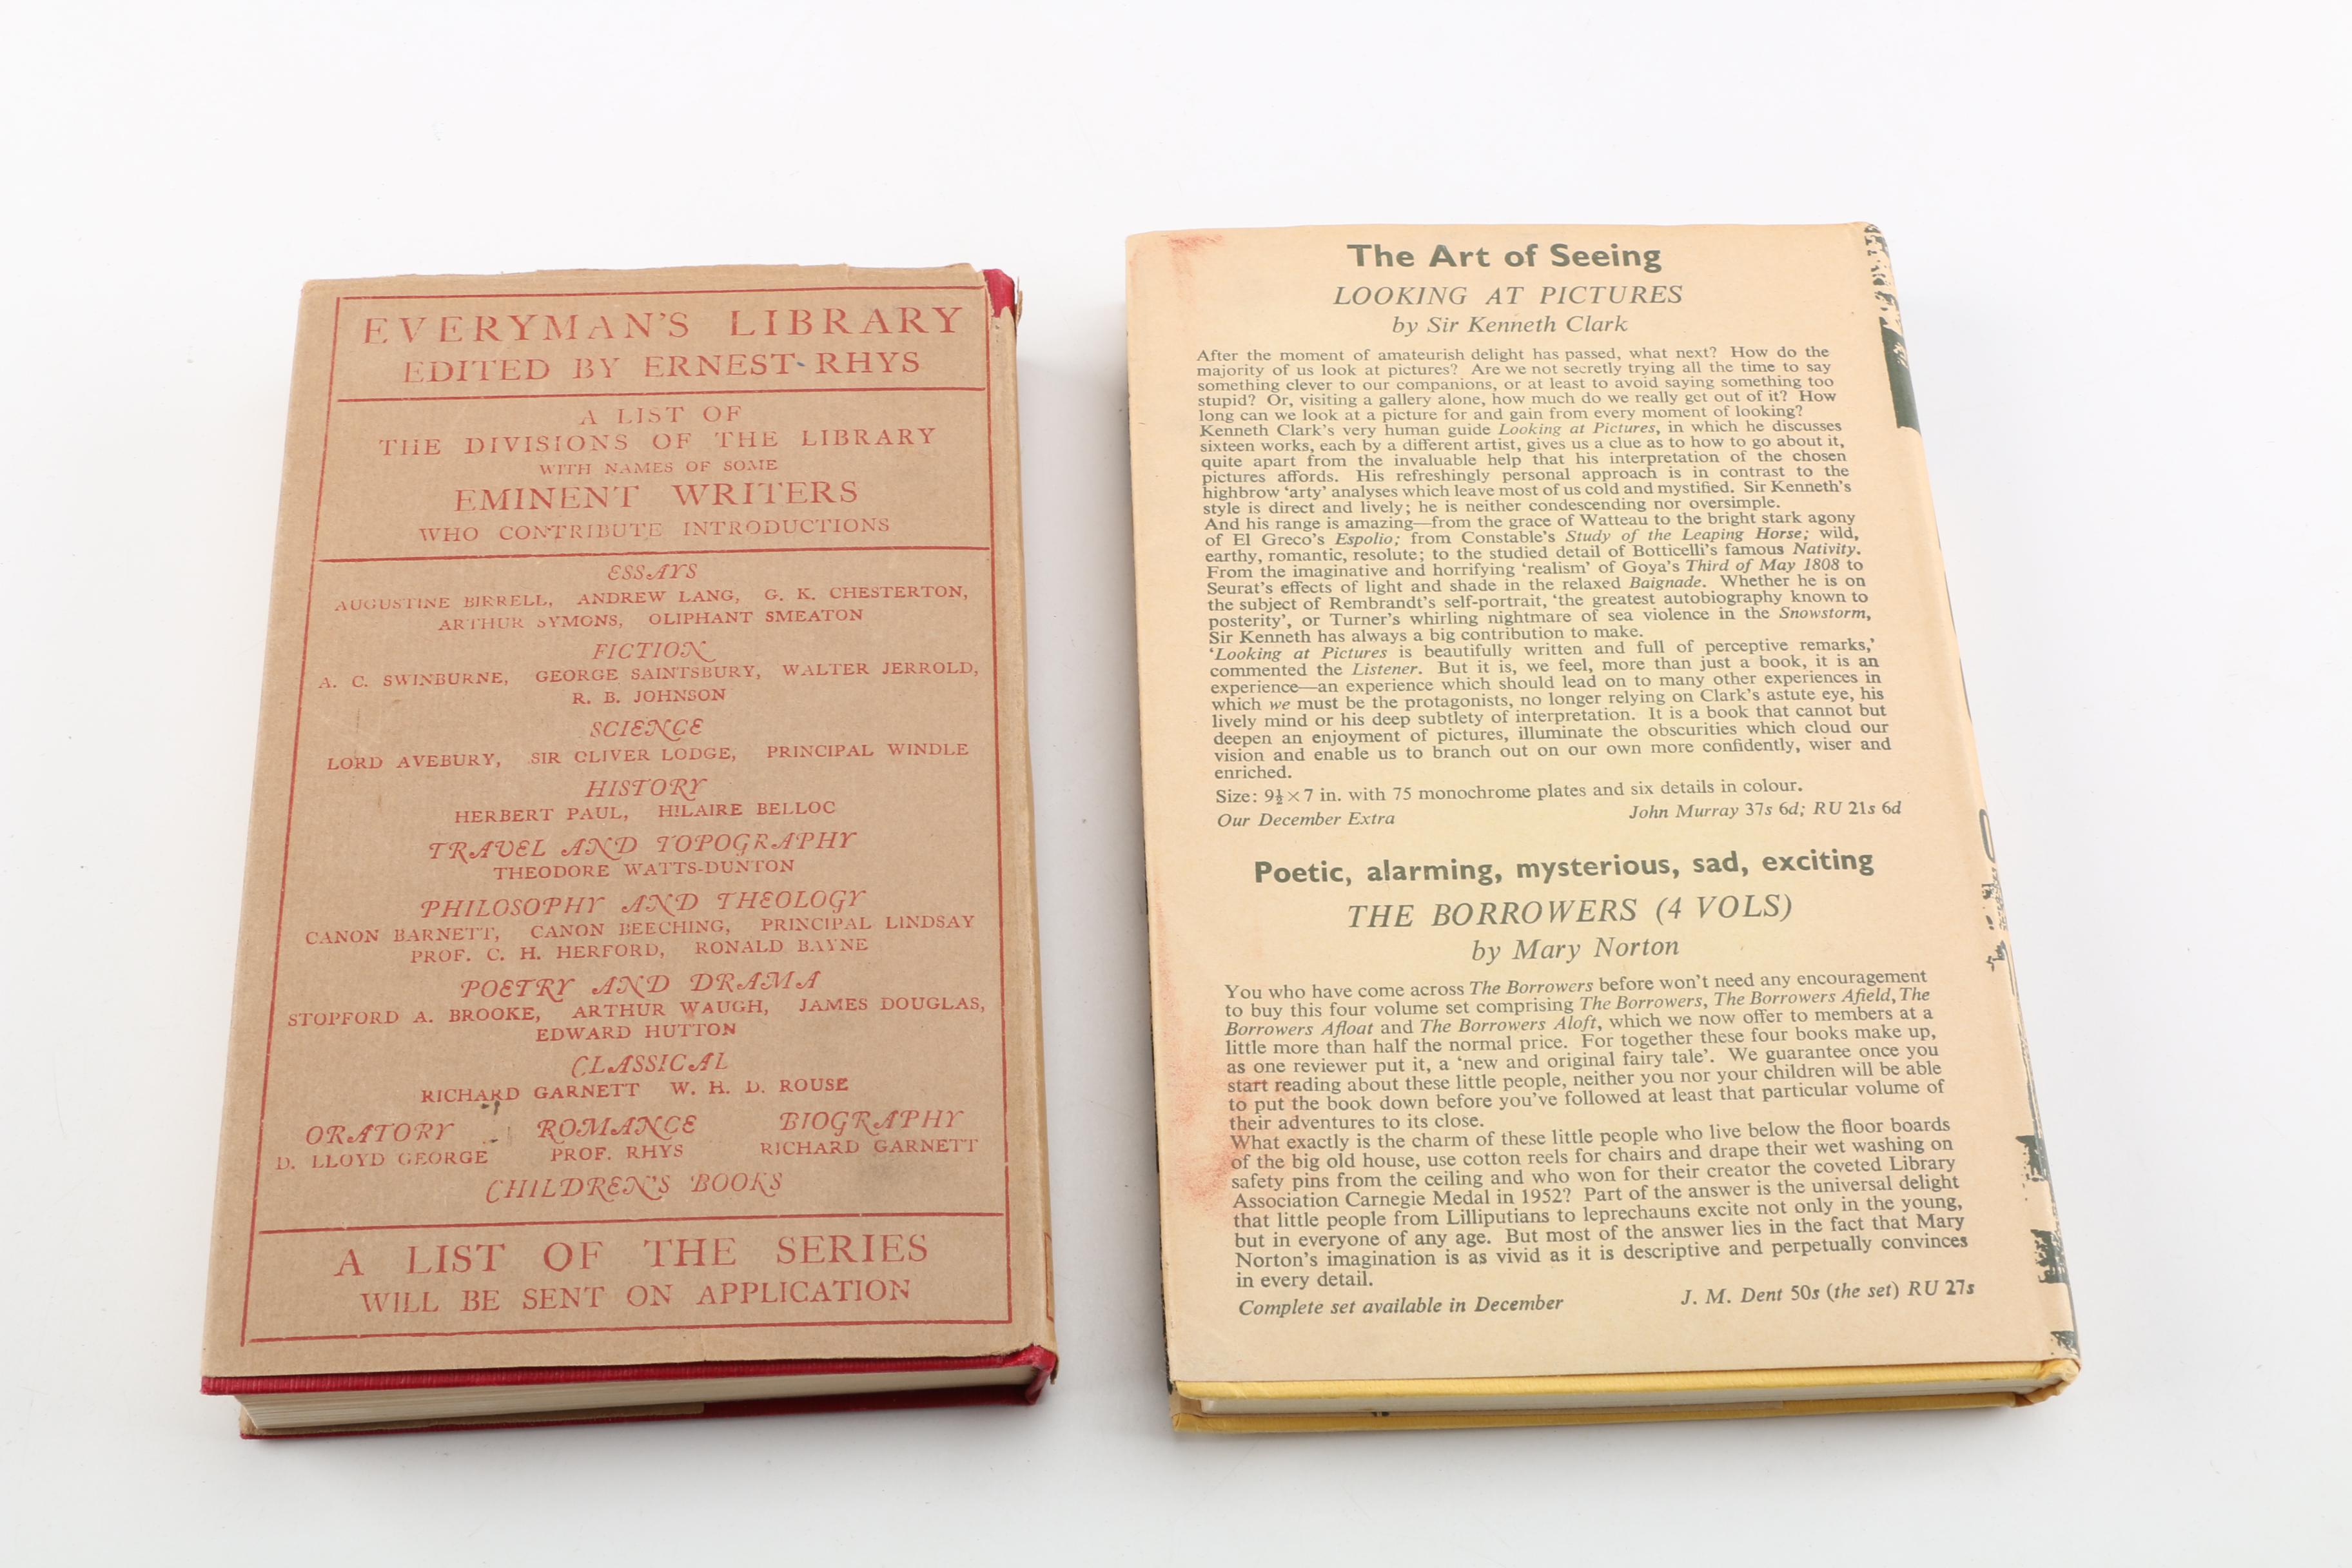 EVERYMAN'S LIBRARY
EDITED BY ERNEST RHYS
A LIST OF
THE DIVISIONS OF THE LIBRARY
WITH NAMES OF SOME
EMINENT WRITERS
WHO CONTRIBUTE INTRODUCTIONS
ESSAYS
AUGUSTINE BIRRELL, ANDREW LANG, G. K. CHESTERTON,
ARTHUR SYMONS, OLIPHANT SMEATON
FICTION
A. C. SWINBURNE, GEORGE SAINTSBURY, WALTER JERROLD,
R. B. JOHNSON
SCIENCE
LORD AVEBURY, SIR OLIVER LODGE, PRINCIPAL WINDLE
HISTORY
HERBERT PAUL, HILAIRE BELLOC
TRAVEL AND TOPOGRAPHY
THEODORE WATTS-DUNTON
PHILOSOPHY AND THEOLOGY
CANON BARNETT, CANON BEECHING, PRINCIPAL LINDSAY
PROF. C. H. HERFORD, RONALD BAYNE
POETRY AND DRAMA
STOPFORD A. BROOKE, ARTHUR WAUGH, JAMES DOUGLAS,
EDWARD HUTTON
CLASSICAL
RICHARD GARNETT W. H. D. ROUSE
ORATORY ROMANCE BIOGRAPHY
D. LLOYD GEORGE PROF. RHYS RICHARD GARNETT
CHILDREN'S BOOKS
A LIST OF THE SERIES
WILL BE SENT ON APPLICATION
The Art of Seeing
LOOKING AT PICTURES
by Sir Kenneth Clark
After the moment of amateurish delight has passed, what next? How do the
majority of us look at pictures? Are we not secretly trying all the time to say
something clever to our companions, or at least to avoid saying something too
stupid? Or, visiting a gallery alone, how much do we really get out of it? How
long can we look at a picture for and gain from every moment of looking?
Kenneth Clark's very human guide Looking at Pictures, in which he discusses
sixteen works, each by a different artist, gives us a clue as to how to go about it,
quite apart from the invaluable help that his interpretation of the chosen
pictures affords. His refreshingly personal approach is in contrast to the
highbrow 'arty' analyses which leave most of us cold and mystified. Sir Kenneth's
style is direct and lively; he is neither condescending nor oversimple.
And his range is amazing—from the grace of Watteau to the bright stark agony
of El Greco's Espolio; from Constable's Study of the Leaping Horse; wild,
earthy, romantic, resolute; to the studied detail of Botticelli's famous Nativity.
From the imaginative and horrifying 'realism' of Goya's Third of May 1808 to
Seurat's effects of light and shade in the relaxed Baignade. Whether he is on
the subject of Rembrandt's self-portrait, 'the greatest autobiography known to
posterity', or Turner's whirling nightmare of sea violence in the Snowstorm,
Sir Kenneth has always a big contribution to make.
'Looking at Pictures is beautifully written and full of perceptive remarks,'
commented the Listener. But it is, we feel, more than just a book, it is an
experience—an experience which should lead on to many other experiences in
which we must be the protagonists, no longer relying on Clark's astute eye, his
lively mind or his deep subtlety of interpretation. It is a book that cannot but
deepen an enjoyment of pictures, illuminate the obscurities which cloud our
vision and enable us to branch out on our own more confidently, wiser and
enriched.
Size: 9½×7 in. with 75 monochrome plates and six details in colour.
Our December Extra John Murray 37s 6d; RU 21s 6d
Poetic, alarming, mysterious, sad, exciting
THE BORROWERS (4 VOLS)
by Mary Norton
You who have come across The Borrowers before won't need any encouragement
to buy this four volume set comprising The Borrowers, The Borrowers Afield, The
Borrowers Afloat and The Borrowers Aloft, which we now offer to members at a
little more than half the normal price. For together these four books make up,
as one reviewer put it, a 'new and original fairy tale'. We guarantee once you
start reading about these little people, neither you nor your children will be able
to put the book down before you've followed at least that particular volume of
their adventures to its close.
What exactly is the charm of these little people who live below the floor boards
of the big old house, use cotton reels for chairs and drape their wet washing on
safety pins from the ceiling and who won for their creator the coveted Library
Association Carnegie Medal in 1952? Part of the answer is the universal delight
that little people from Lilliputians to leprechauns excite not only in the young,
but in everyone of any age. But most of the answer lies in the fact that Mary
Norton's imagination is as vivid as it is descriptive and perpetually convinces
in every detail.
Complete set available in December J. M. Dent 50s (the set) RU 27s